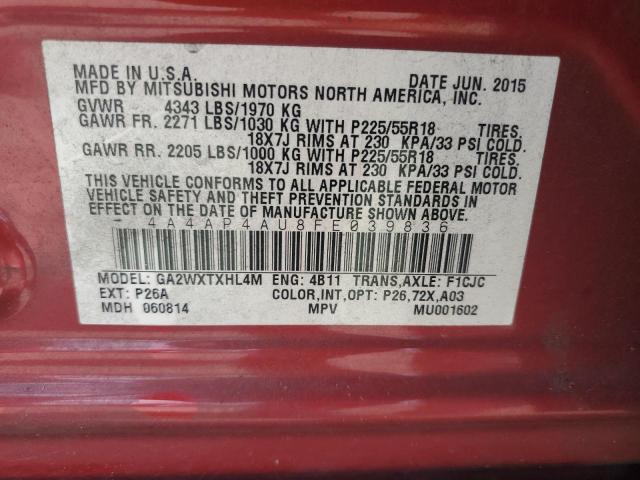 MADE IN U.S.A. DATE JUN. 2015
MFD BY MITSUBISHI MOTORS NORTH AMERICA, INC.
GVWR 4343 LBS/1970 KG
GAWR FR. 2271 LBS/1030 KG WITH P225/55R18 TIRES.
18X7J RIMS AT 230 KPA/33 PSI COLD.
GAWR RR. 2205 LBS/1000 KG WITH P225/55R18 TIRES.
18X7J RIMS AT 230 KPA/33 PSI COLD.
THIS VEHICLE CONFORMS TO ALL APPLICABLE FEDERAL MOTOR
VEHICLE SAFETY AND THEFT PREVENTION STANDARDS IN
EFFECT ON THE DATE OF MANUFACTURE SHOWN ABOVE.
4A4AP4AU8FE039836
MODEL: GA2WXTXHL4M ENG: 4B11 TRANS,AXLE: F1CJC
EXT: P26A COLOR,INT,OPT: P26,72X,A03
MDH 060814 MPV MU001602